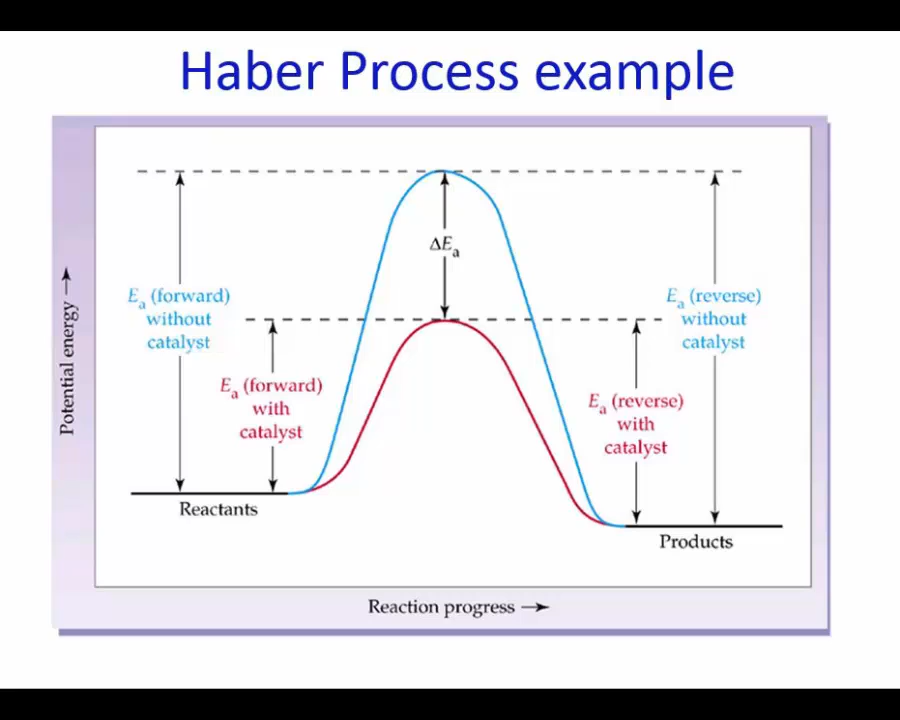 Haber Process example
ΔEa
Ea (forward)
without
catalyst
Ea (reverse)
without
catalyst
Ea (forward)
with
catalyst
Ea (reverse)
with
catalyst
Potential energy →
Reactants
Products
Reaction progress →